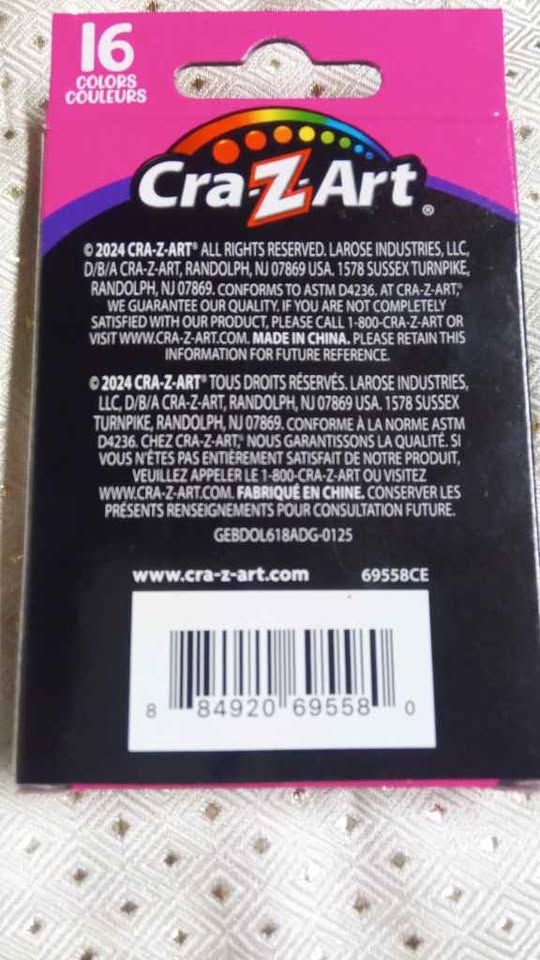 16
COLORS
COULEURS
Cra-Z-Art®
© 2024 CRA-Z-ART® ALL RIGHTS RESERVED. LAROSE INDUSTRIES, LLC,
D/B/A CRA-Z-ART, RANDOLPH, NJ 07869 USA. 1578 SUSSEX TURNPIKE,
RANDOLPH, NJ 07869. CONFORMS TO ASTM D4236. AT CRA-Z-ART,®
WE GUARANTEE OUR QUALITY. IF YOU ARE NOT COMPLETELY
SATISFIED WITH OUR PRODUCT, PLEASE CALL 1-800-CRA-Z-ART OR
VISIT WWW.CRA-Z-ART.COM. MADE IN CHINA. PLEASE RETAIN THIS
INFORMATION FOR FUTURE REFERENCE.
© 2024 CRA-Z-ART® TOUS DROITS RÉSERVÉS. LAROSE INDUSTRIES,
LLC, D/B/A CRA-Z-ART, RANDOLPH, NJ 07869 USA. 1578 SUSSEX
TURNPIKE, RANDOLPH, NJ 07869. CONFORME À LA NORME ASTM
D4236. CHEZ CRA-Z-ART,® NOUS GARANTISSONS LA QUALITÉ. SI
VOUS N'ÊTES PAS ENTIÈREMENT SATISFAIT DE NOTRE PRODUIT,
VEUILLEZ APPELER LE 1-800-CRA-Z-ART OU VISITEZ
WWW.CRA-Z-ART.COM. FABRIQUÉ EN CHINE. CONSERVER LES
PRÉSENTS RENSEIGNEMENTS POUR CONSULTATION FUTURE.
GEBDOL618ADG-0125
www.cra-z-art.com 69558CE
8 84920 69558 0